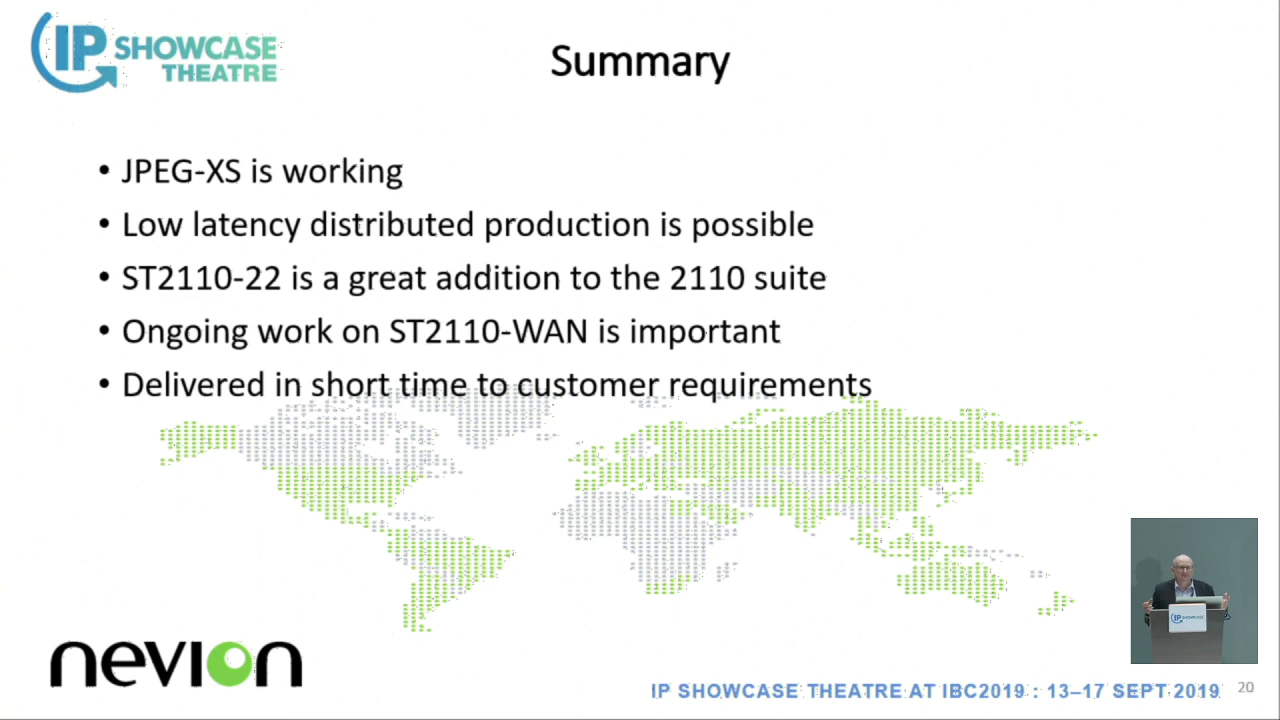 IP SHOWCASE
THEATRE
Summary
• JPEG-XS is working
• Low latency distributed production is possible
• ST2110-22 is a great addition to the 2110 suite
• Ongoing work on ST2110-WAN is important
• Delivered in short time to customer requirements
IP SHOWCASE
nevion
IP SHOWCASE THEATRE AT IBC2019 : 13–17 SEPT 2019
20